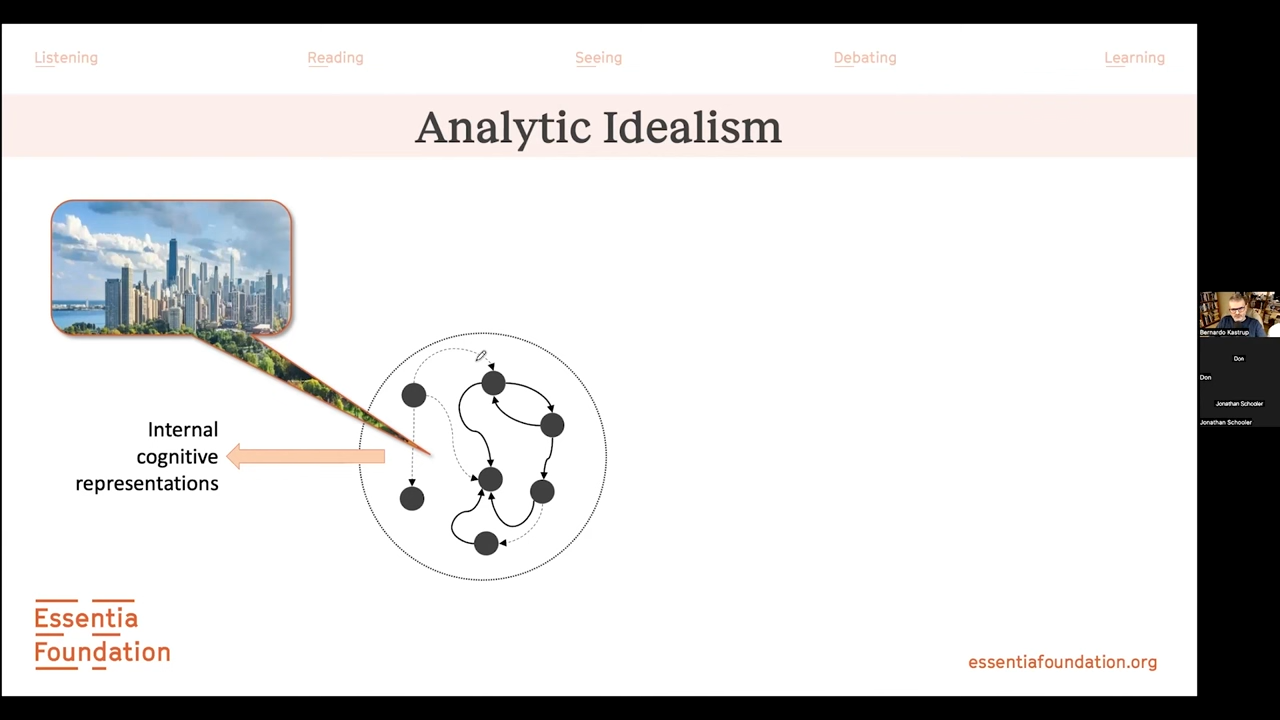 Listening
Reading
Seeing
Debating
Learning
Analytic Idealism
Internal
cognitive
representations
Essentia
Foundation
essentiafoundation.org
Bernardo Kastrup
Don
Don
Jonathan Schooler
Jonathan Schooler